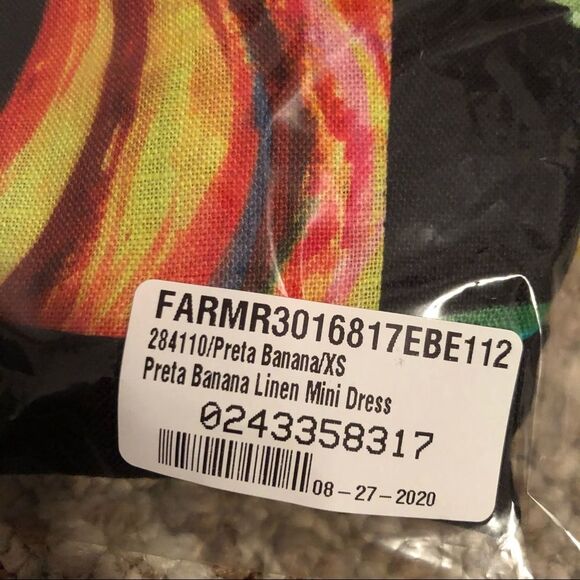 FARMR3016817EBE112
284110/Preta Banana/XS
Preta Banana Linen Mini Dress
0243358317
08-27-2020